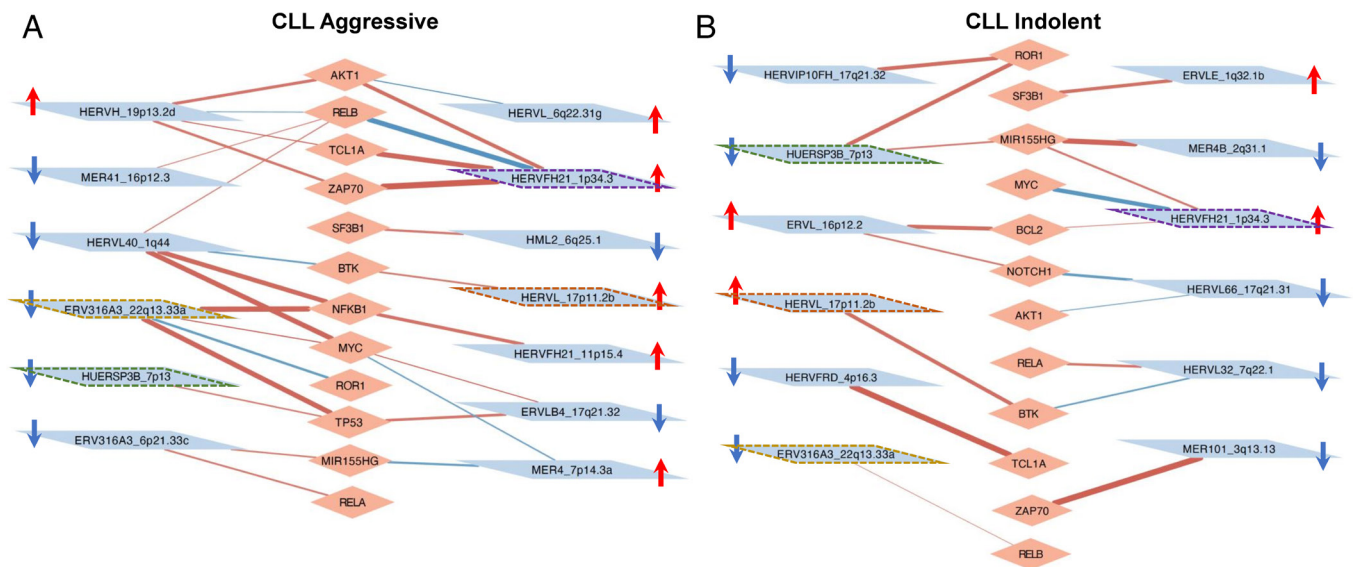 A
CLL Aggressive
AKT1
HERVH_19p13.2d
RELB
HERVL_6q22.31g
TCL1A
MER41_16p12.3
ZAP70
HERVFH21_1p34.3
SF3B1
HERVL40_1q44
HML2_6q25.1
BTK
HERVL_17p11.2b
ERV316A3_22q13.33a
NFKB1
MYC
HERVFH21_11p15.4
HUERSP3B_7p13
ROR1
ERVLB4_17q21.32
TP53
ERV316A3_6p21.33c
MIR155HG
MER4_7p14.3a
RELA
B
CLL Indolent
ROR1
HERVIP10FH_17q21.32
ERVLE_1q32.1b
SF3B1
MIR155HG
HUERSP3B_7p13
MER4B_2q31.1
MYC
HERVFH21_1p34.3
ERVL_16p12.2
BCL2
NOTCH1
HERVL66_17q21.31
HERVL_17p11.2b
AKT1
RELA
HERVL32_7q22.1
HERVFRD_4p16.3
BTK
ERV316A3_22q13.33a
MER101_3q13.13
TCL1A
ZAP70
RELB